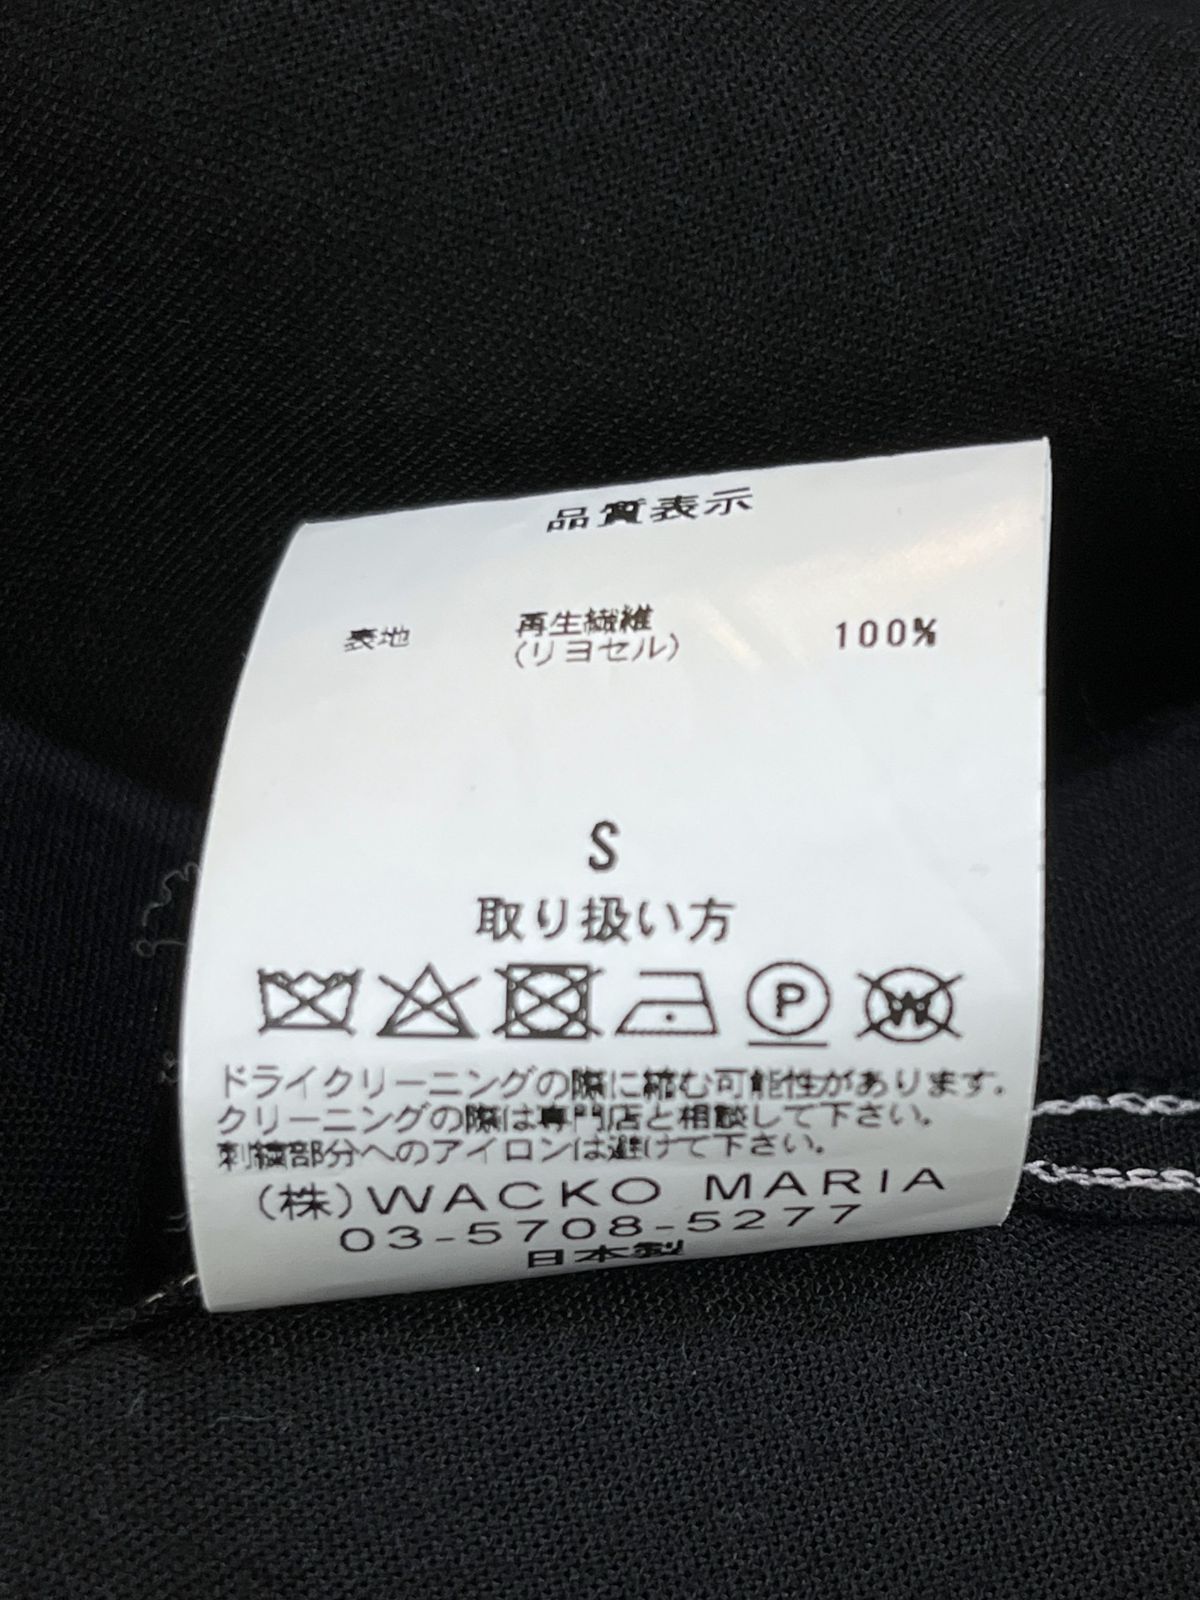 品質表示
表地 再生繊維 100%
(リヨセル)
S
取り扱い方
P W
ドライクリーニングの際に縮む可能性があります.
クリーニングの際は専門店と相談して下さい。
刺繍部分へのアイロンは避けて下さい。
(株)WACKO MARIA
03-5708-5277
日本製